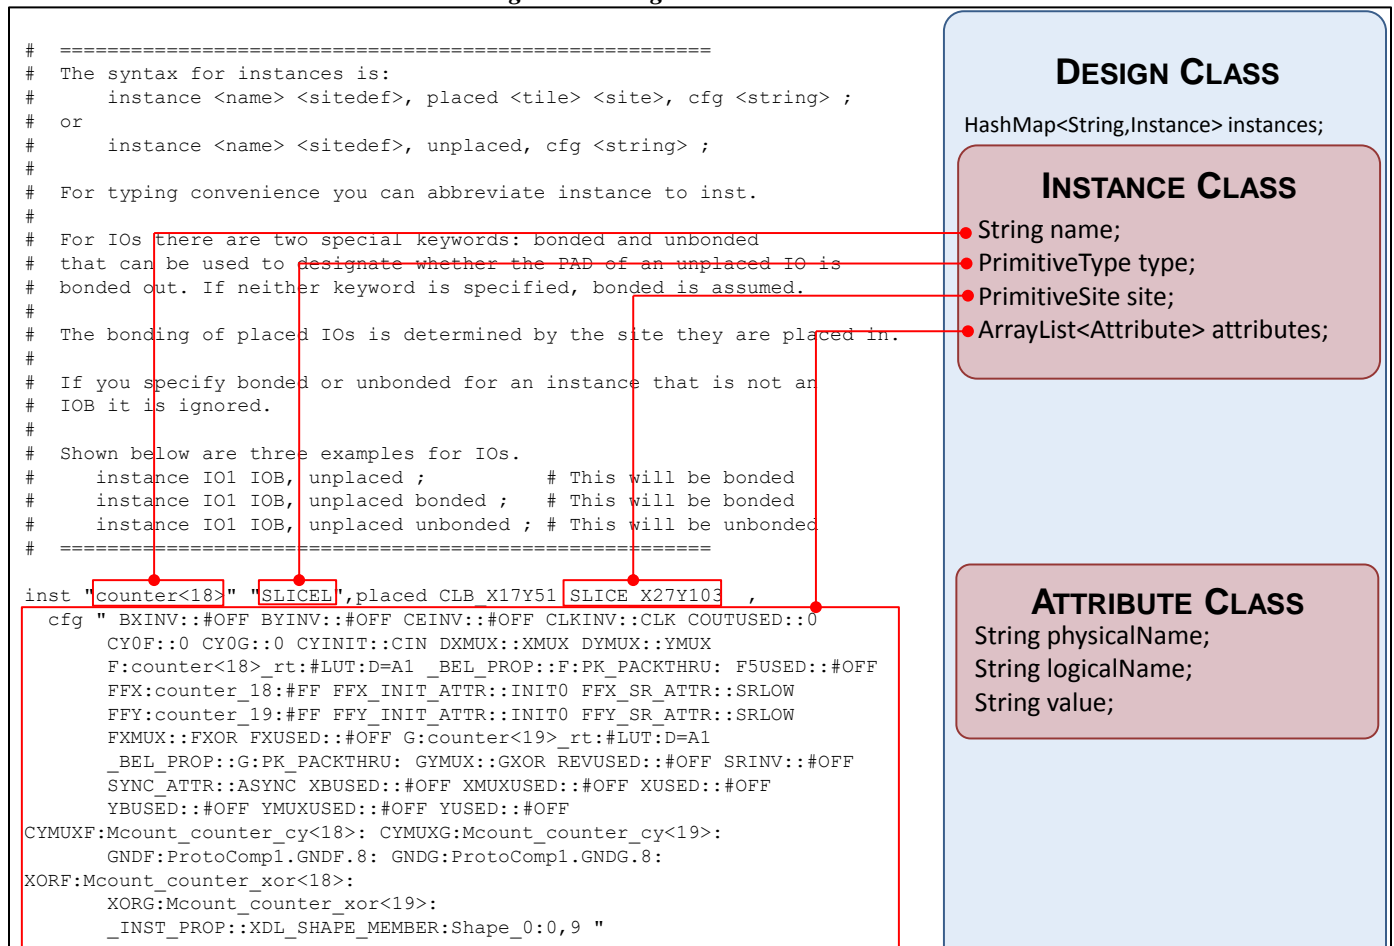 # =======================================================
# The syntax for instances is:
# instance <name> <sitedef>, placed <tile> <site>, cfg <string> ;
# or
# instance <name> <sitedef>, unplaced, cfg <string> ;
#
# For typing convenience you can abbreviate instance to inst.
#
# For IOs there are two special keywords: bonded and unbonded
# that can be used to designate whether the PAD of an unplaced IO is
# bonded out. If neither keyword is specified, bonded is assumed.
#
# The bonding of placed IOs is determined by the site they are placed in.
#
# If you specify bonded or unbonded for an instance that is not an
# IOB it is ignored.
#
# Shown below are three examples for IOs.
# instance IO1 IOB, unplaced ; # This will be bonded
# instance IO1 IOB, unplaced bonded ; # This will be bonded
# instance IO1 IOB, unplaced unbonded ; # This will be unbonded
# =======================================================
inst "counter<18>" "SLICEL",placed CLB_X17Y51 SLICE_X27Y103 ,
cfg " BXINV::#OFF BYINV::#OFF CEINV::#OFF CLKINV::CLK COUTUSED::0
CY0F::0 CY0G::0 CYINIT::CIN DXMUX::XMUX DYMUX::YMUX
F:counter<18>_rt:#LUT:D=A1 _BEL_PROP::F:PK_PACKTHRU: F5USED::#OFF
FFX:counter_18:#FF FFX_INIT_ATTR::INIT0 FFX_SR_ATTR::SRLOW
FFY:counter_19:#FF FFY_INIT_ATTR::INIT0 FFY_SR_ATTR::SRLOW
FXMUX::FXOR FXUSED::#OFF G:counter<19>_rt:#LUT:D=A1
_BEL_PROP::G:PK_PACKTHRU: GYMUX::GXOR REVUSED::#OFF SRINV::#OFF
SYNC_ATTR::ASYNC XBUSED::#OFF XMUXUSED::#OFF XUSED::#OFF
YBUSED::#OFF YMUXUSED::#OFF YUSED::#OFF
CYMUXF:Mcount_counter_cy<18>: CYMUXG:Mcount_counter_cy<19>:
GNDF:ProtoComp1.GNDF.8: GNDG:ProtoComp1.GNDG.8:
XORF:Mcount_counter_xor<18>:
XORG:Mcount_counter_xor<19>:
_INST_PROP::XDL_SHAPE_MEMBER:Shape_0:0,9 "
DESIGN CLASS
HashMap<String,Instance> instances;
INSTANCE CLASS
String name;
PrimitiveType type;
PrimitiveSite site;
ArrayList<Attribute> attributes;
ATTRIBUTE CLASS
String physicalName;
String logicalName;
String value;